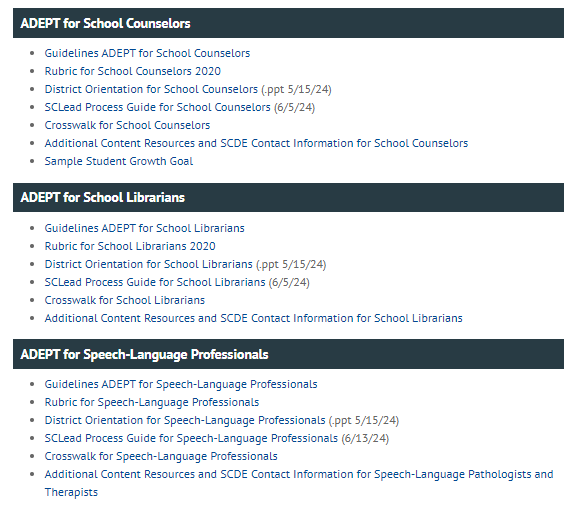 ADEPT for School Counselors
Guidelines ADEPT for School Counselors
Rubric for School Counselors 2020
District Orientation for School Counselors (.ppt 5/15/24)
SCLead Process Guide for School Counselors (6/5/24)
Crosswalk for School Counselors
Additional Content Resources and SCDE Contact Information for School Counselors
Sample Student Growth Goal
ADEPT for School Librarians
Guidelines ADEPT for School Librarians
Rubric for School Librarians 2020
District Orientation for School Librarians (.ppt 5/15/24)
SCLead Process Guide for School Librarians (6/5/24)
Crosswalk for School Librarians
Additional Content Resources and SCDE Contact Information for School Librarians
ADEPT for Speech-Language Professionals
Guidelines ADEPT for Speech-Language Professionals
Rubric for Speech-Language Professionals
District Orientation for Speech-Language Professionals (.ppt 5/15/24)
SCLead Process Guide for Speech-Language Professionals (6/13/24)
Crosswalk for Speech-Language Professionals
Additional Content Resources and SCDE Contact Information for Speech-Language Pathologists and
Therapists